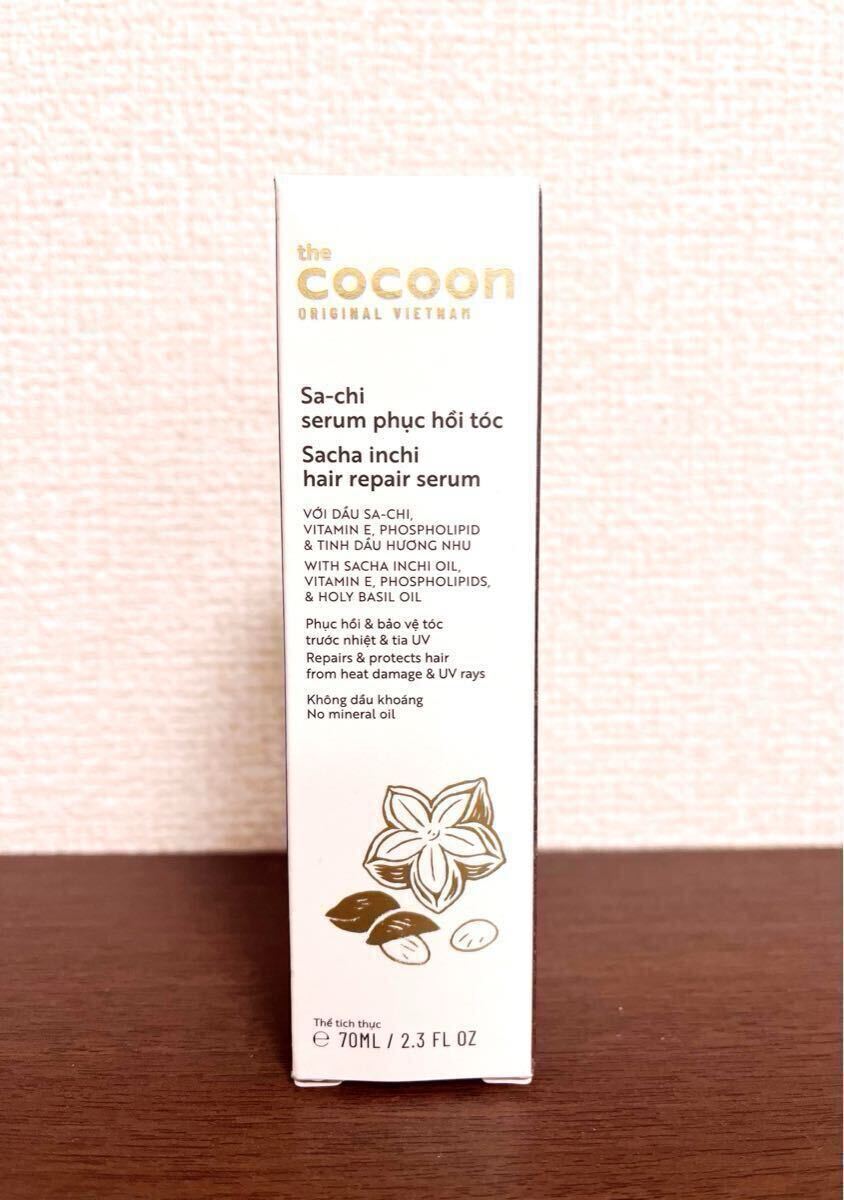 the
cocoon
ORIGINAL VIETNAM
Sa-chi
serum phục hồi tóc
Sacha inchi
hair repair serum
VỚI DẦU SA-CHI,
VITAMIN E, PHOSPHOLIPID
& TINH DẦU HƯƠNG NHU
WITH SACHA INCHI OIL,
VITAMIN E, PHOSPHOLIPIDS,
& HOLY BASIL OIL
Phục hồi & bảo vệ tóc
trước nhiệt & tia UV
Repairs & protects hair
from heat damage & UV rays
Không dầu khoáng
No mineral oil
Thể tích thực
℮ 70ML / 2.3 FL OZ